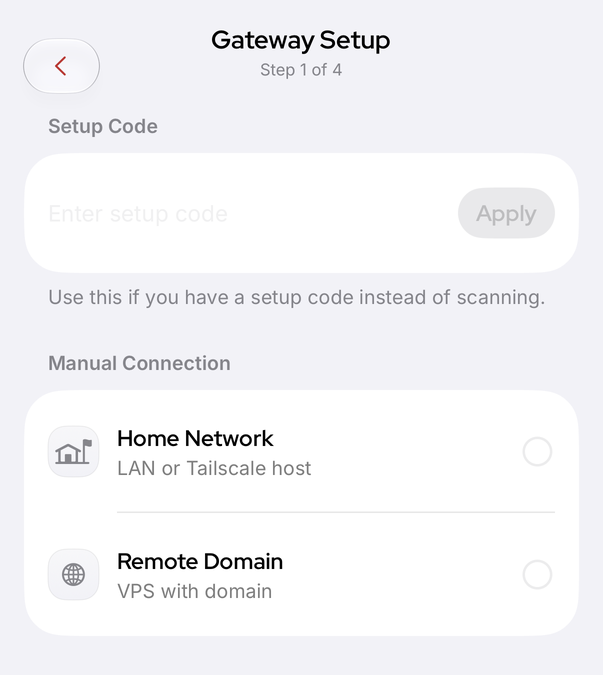 Gateway Setup
Step 1 of 4
Setup Code
Enter setup code
Apply
Use this if you have a setup code instead of scanning.
Manual Connection
Home Network
LAN or Tailscale host
Remote Domain
VPS with domain